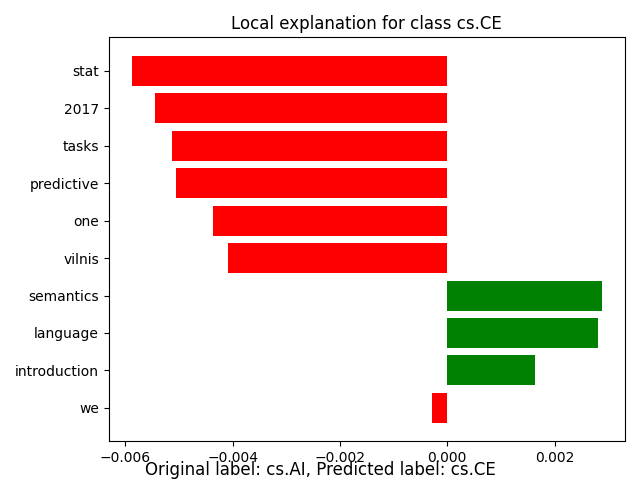 Local explanation for class cs.CE
stat
2017
tasks
predictive
one
vilnis
semantics
language
introduction
we
−0.006 −0.004 −0.002 0.000 0.002
Original label: cs.AI, Predicted label: cs.CE